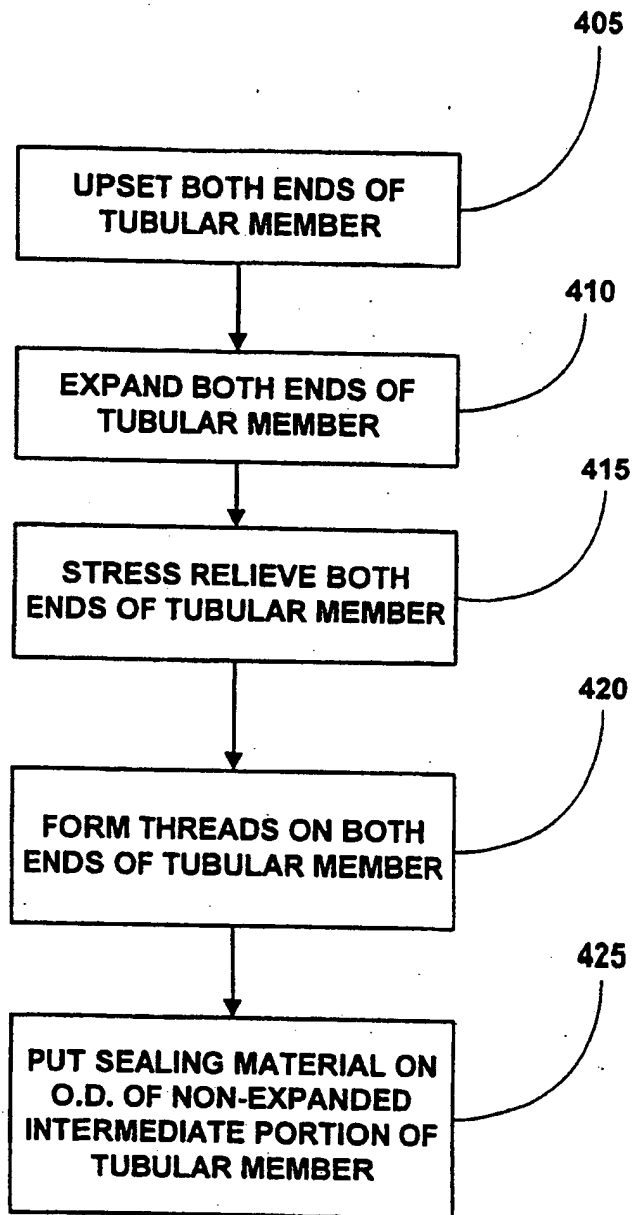 405
UPSET BOTH ENDS OF
TUBULAR MEMBER
410
EXPAND BOTH ENDS OF
TUBULAR MEMBER
415
STRESS RELIEVE BOTH
ENDS OF TUBULAR MEMBER
420
FORM THREADS ON BOTH
ENDS OF TUBULAR MEMBER
425
PUT SEALING MATERIAL ON
O.D. OF NON-EXPANDED
INTERMEDIATE PORTION OF
TUBULAR MEMBER